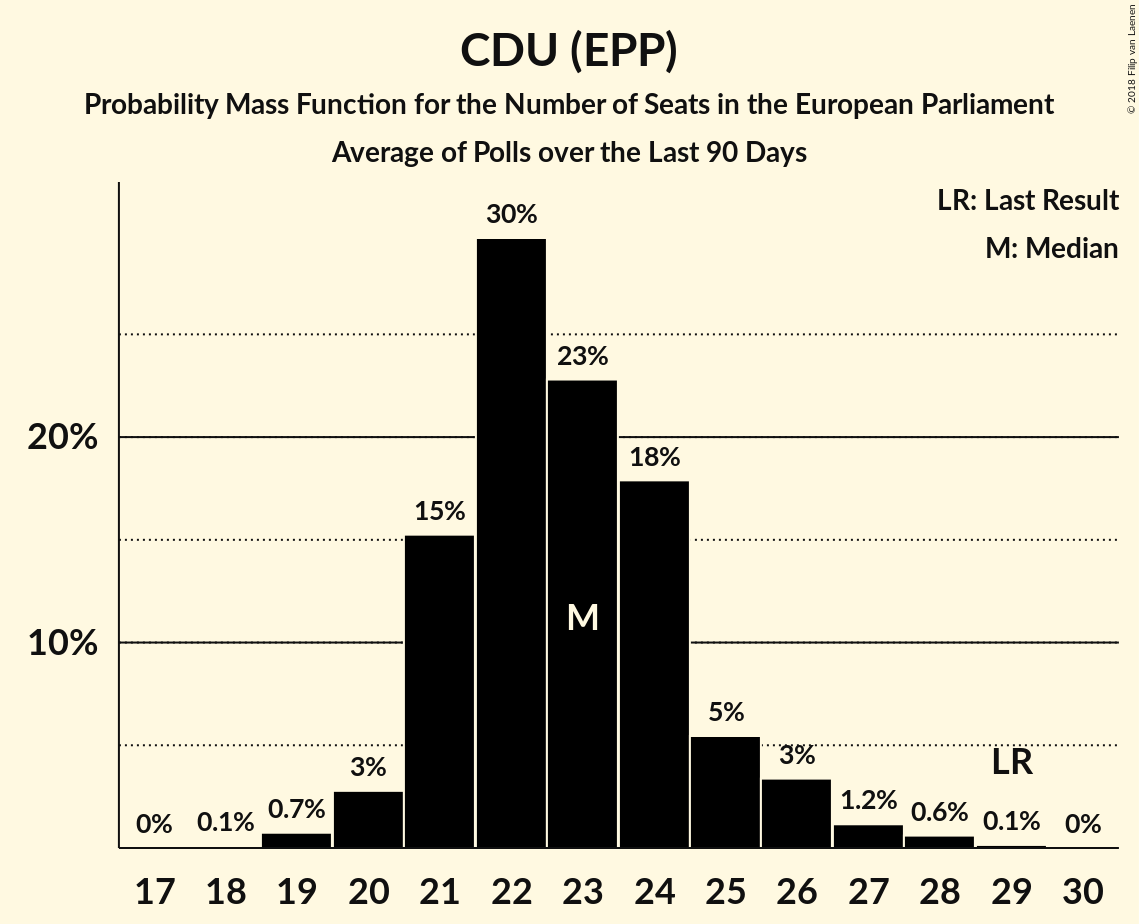 CDU (EPP)
Probability Mass Function for the Number of Seats in the European Parliament
Average of Polls over the Last 90 Days
© 2018 Filip van Laenen
LR: Last Result
M: Median
30%
23%
20%
18%
15%
M
10%
5%
3%
3%
LR
1.2%
0.7%
0.6%
0.1%
0.1%
0%
0%
17 18 19 20 21 22 23 24 25 26 27 28 29 30